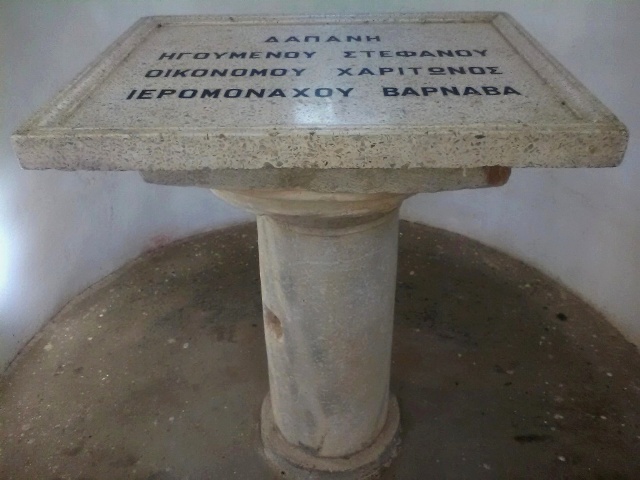 ΔΑΠΑΝΗ
ΗΓΟΥΜΕΝΟΥ ΣΤΕΦΑΝΟΥ
ΟΙΚΟΝΟΜΟΥ ΧΑΡΙΤΩΝΟΣ
ΙΕΡΟΜΟΝΑΧΟΥ ΒΑΡΝΑΒΑ